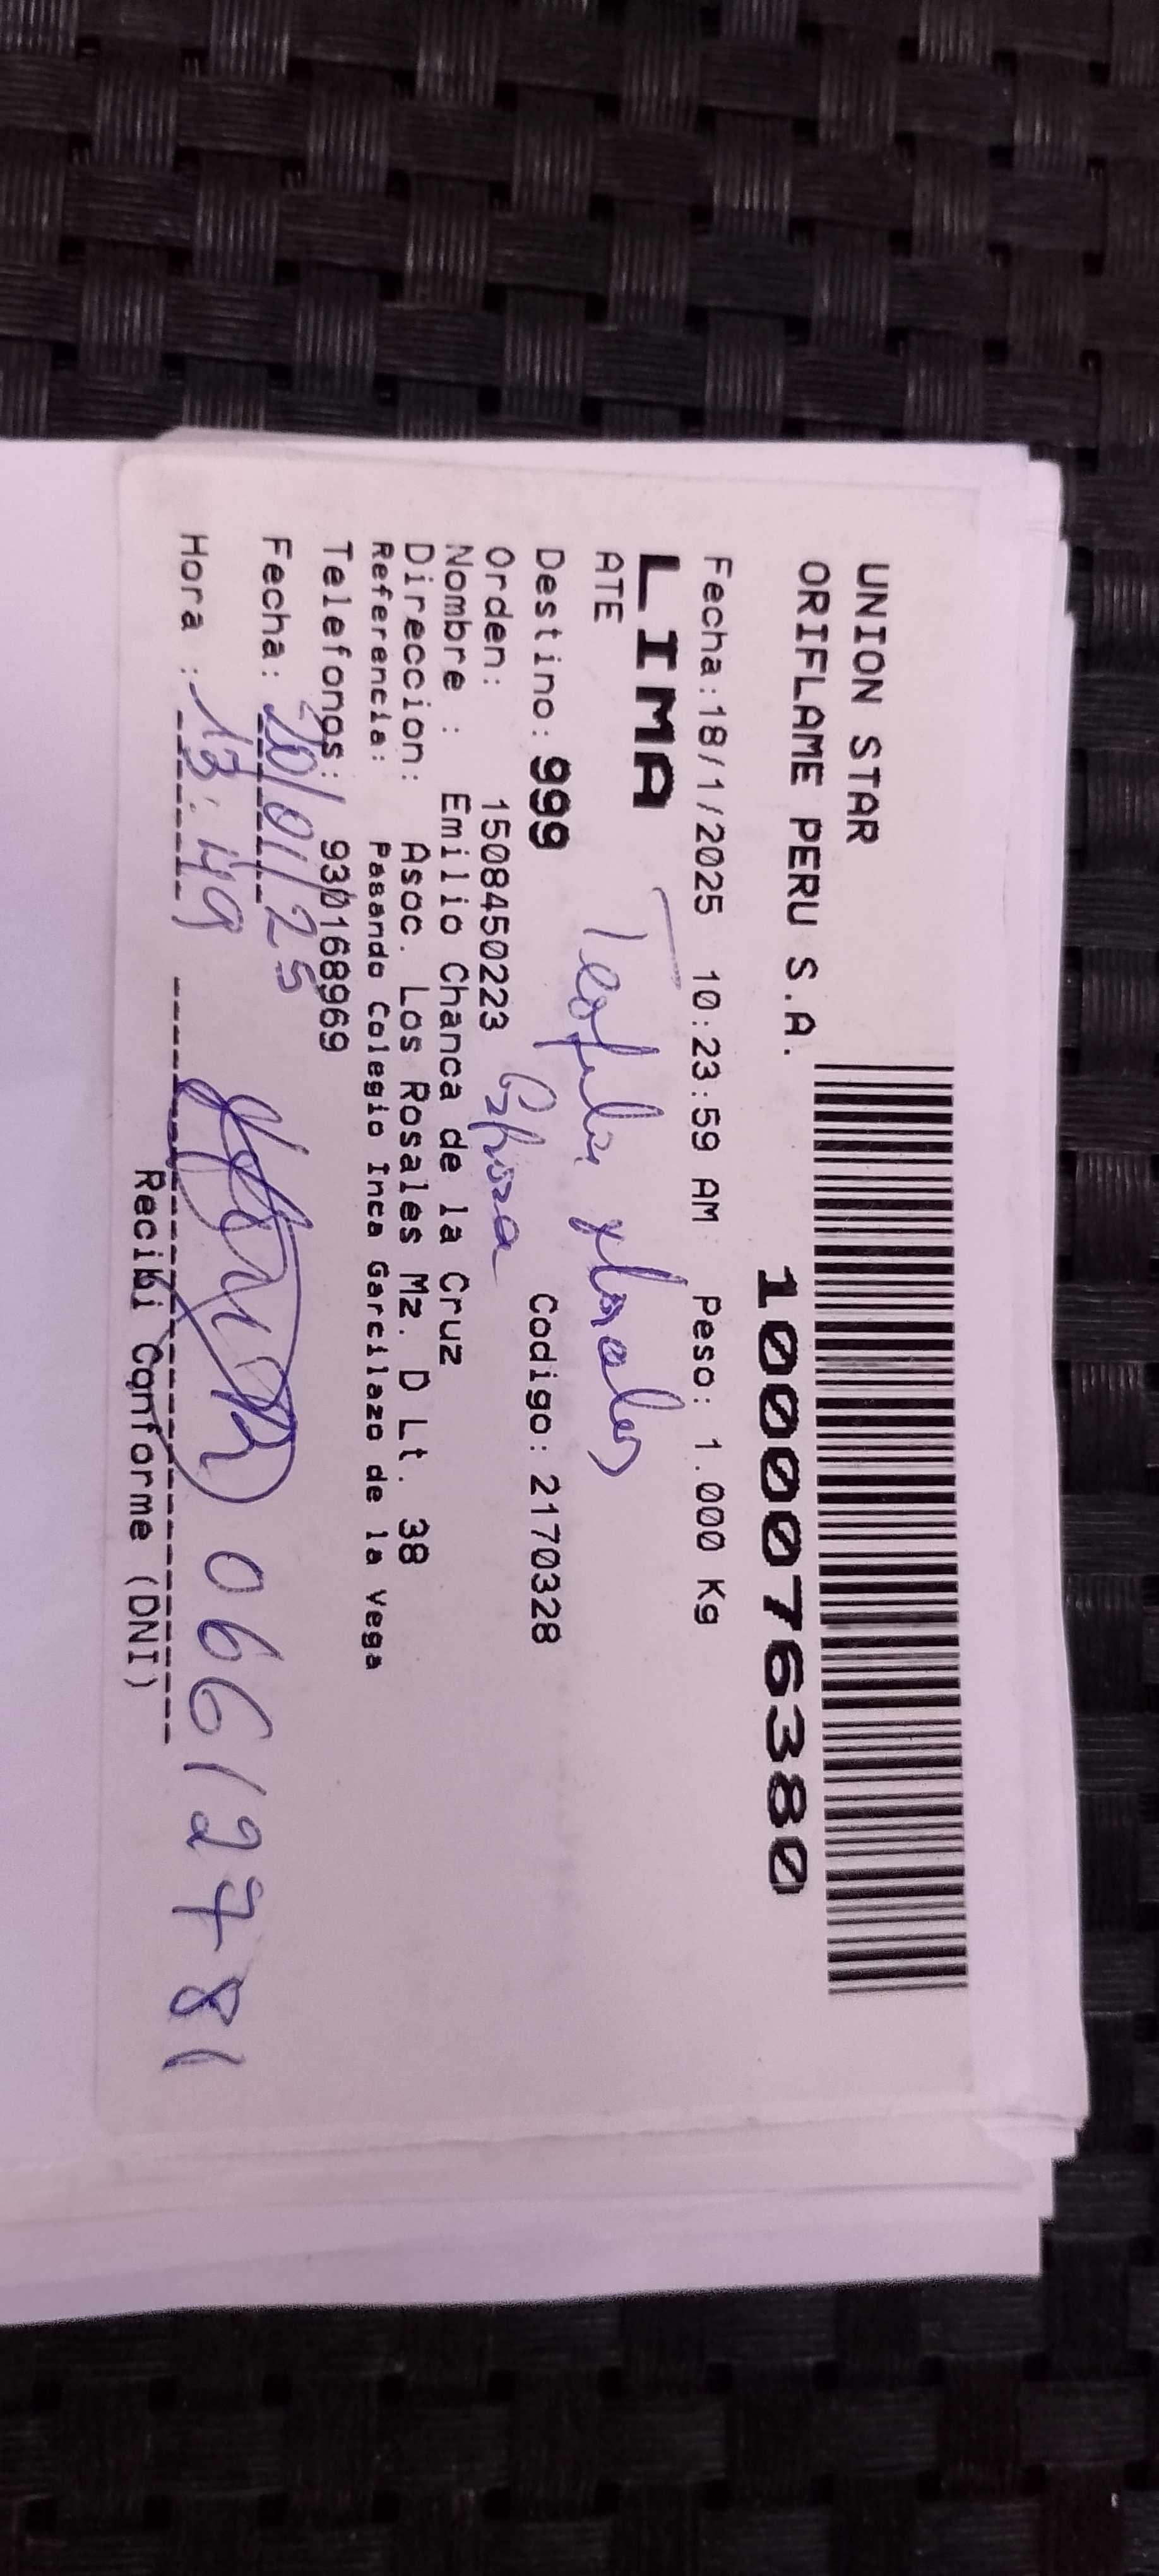 UNION STAR
ORIFLAME PERU S.A.
10000763380
Fecha:18/1/2025 10:23:59 AM Peso: 1.000 Kg
LIMA
ATE
Destino: 999 Codigo: 2170328
Orden: 1508450223
Nombre : Emilio Chanca de la Cruz
Direccion: Asoc. Los Rosales Mz. D Lt. 38
Referencia: Pasando Colegio Inca Garcilazo de la Vega
Telefonos: 930168969
Fecha: 20/01/25
Hora : 13:49 06612781
Recibi Conforme (DNI)